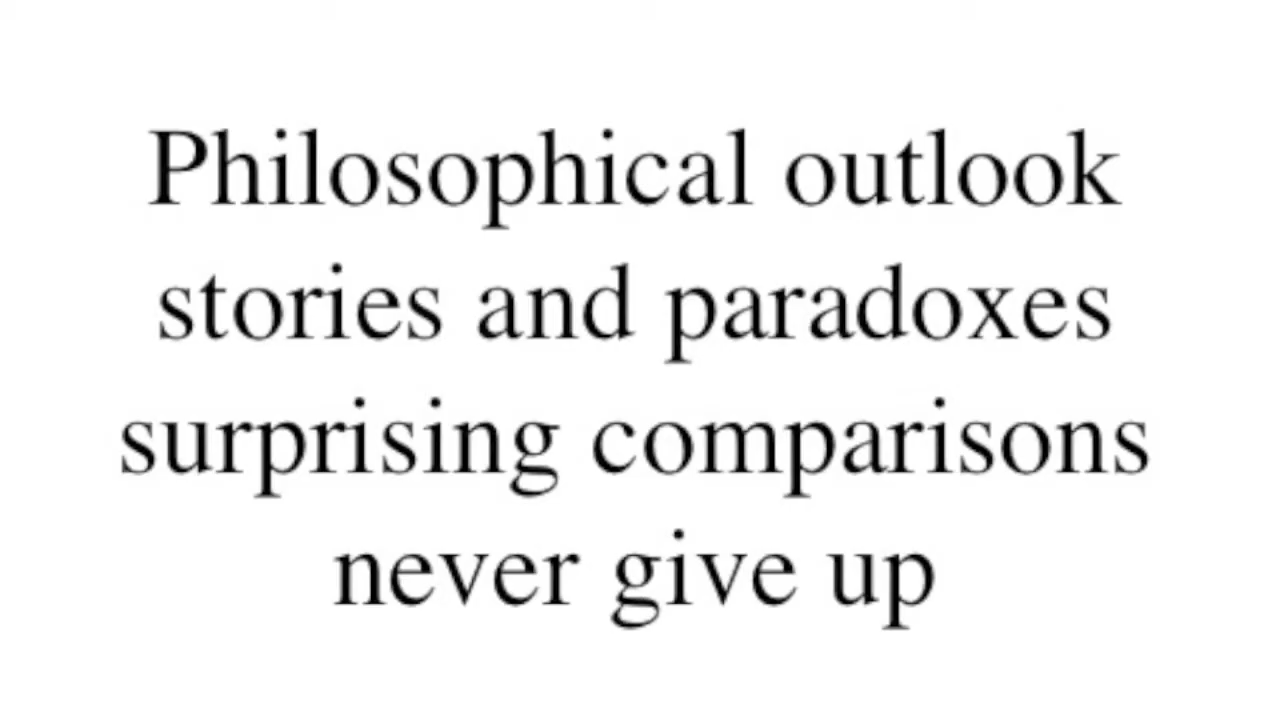 Philosophical outlook
stories and paradoxes
surprising comparisons
never give up